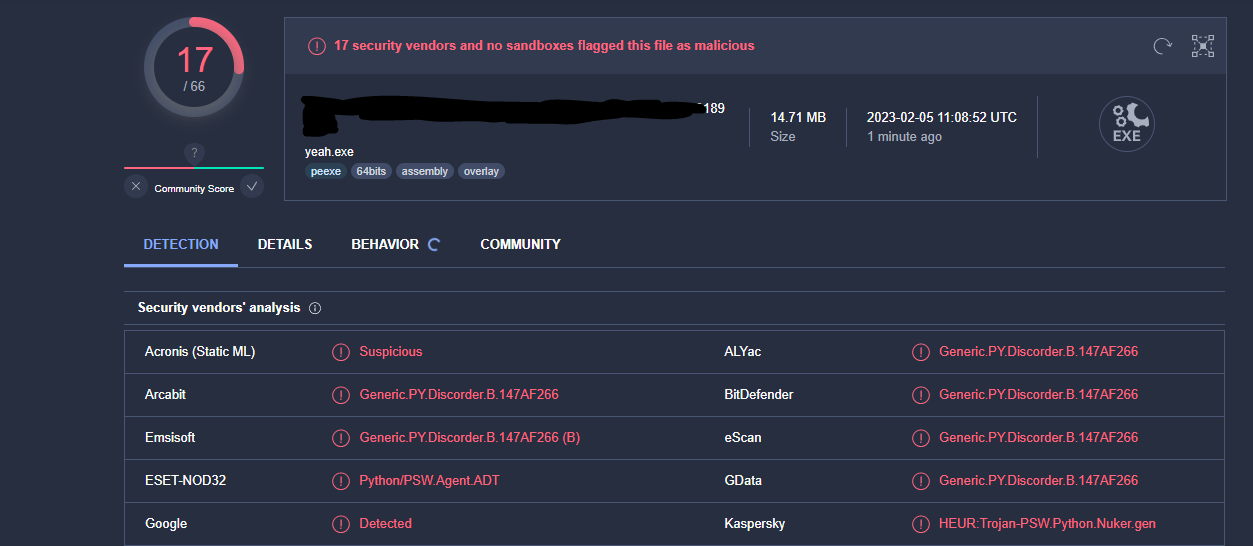 17
/ 66
17 security vendors and no sandboxes flagged this file as malicious
189
yeah.exe
peexe 64bits assembly overlay
14.71 MB
Size
2023-02-05 11:08:52 UTC
1 minute ago
EXE
?
Community Score
DETECTION DETAILS BEHAVIOR COMMUNITY
Security vendors' analysis
Acronis (Static ML) Suspicious ALYac Generic.PY.Discorder.B.147AF266
Arcabit Generic.PY.Discorder.B.147AF266 BitDefender Generic.PY.Discorder.B.147AF266
Emsisoft Generic.PY.Discorder.B.147AF266 (B) eScan Generic.PY.Discorder.B.147AF266
ESET-NOD32 Python/PSW.Agent.ADT GData Generic.PY.Discorder.B.147AF266
Google Detected Kaspersky HEUR:Trojan-PSW.Python.Nuker.gen